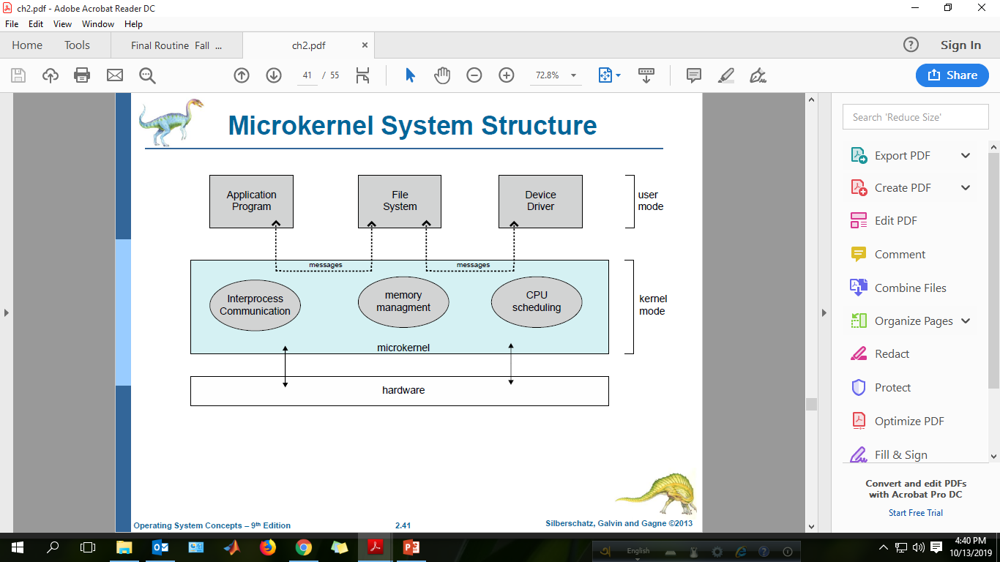 ch2.pdf - Adobe Acrobat Reader DC
File Edit View Window Help
Home Tools Final Routine Fall ... ch2.pdf × Sign In
41 / 55 72.8% Share
Microkernel System Structure
Application
Program
File
System
Device
Driver
user
mode
messages messages
Interprocess
Communication
memory
managment
CPU
scheduling
kernel
mode
microkernel
hardware
Operating System Concepts – 9th Edition 2.41 Silberschatz, Galvin and Gagne ©2013
Search 'Reduce Size'
Export PDF
Create PDF
Edit PDF
Comment
Combine Files
Organize Pages
Redact
Protect
Optimize PDF
Fill & Sign
Convert and edit PDFs
with Acrobat Pro DC
Start Free Trial
English
4:40 PM
10/13/2019